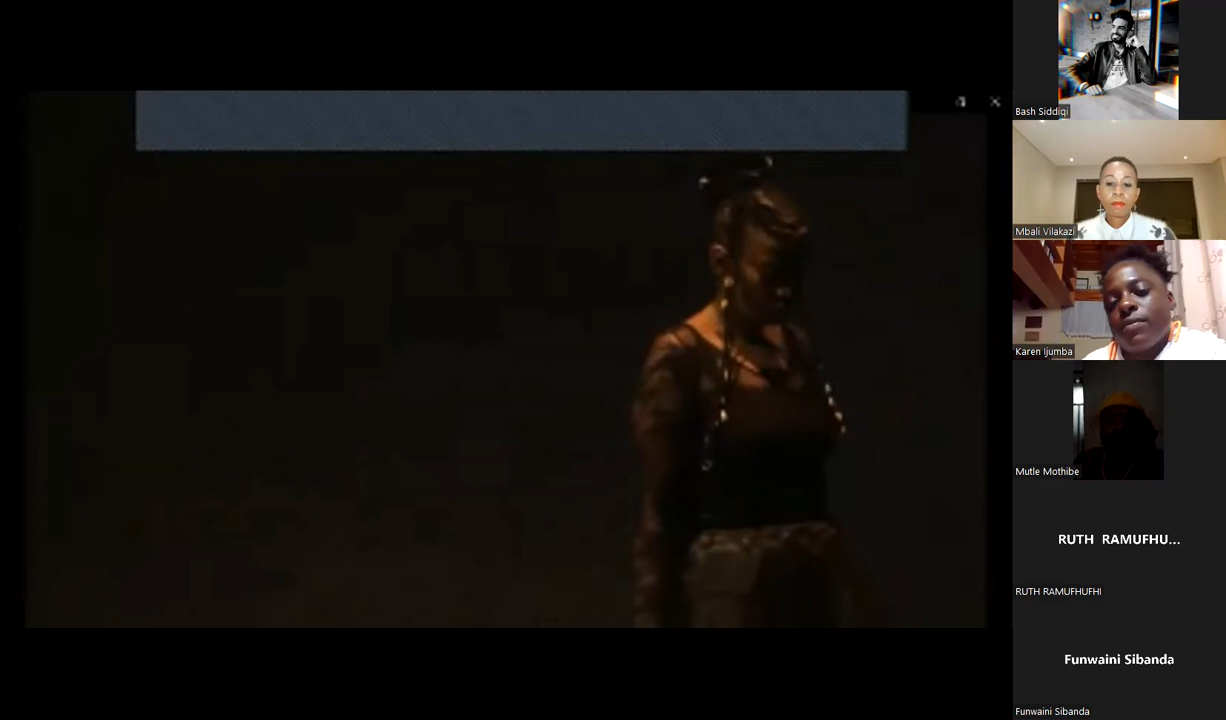 Bash Siddiqi
Mbali Vilakazi
Karen Ijumba
Mutle Mothibe
RUTH RAMUFHU...
RUTH RAMUFHUFHI
Funwaini Sibanda
Funwaini Sibanda